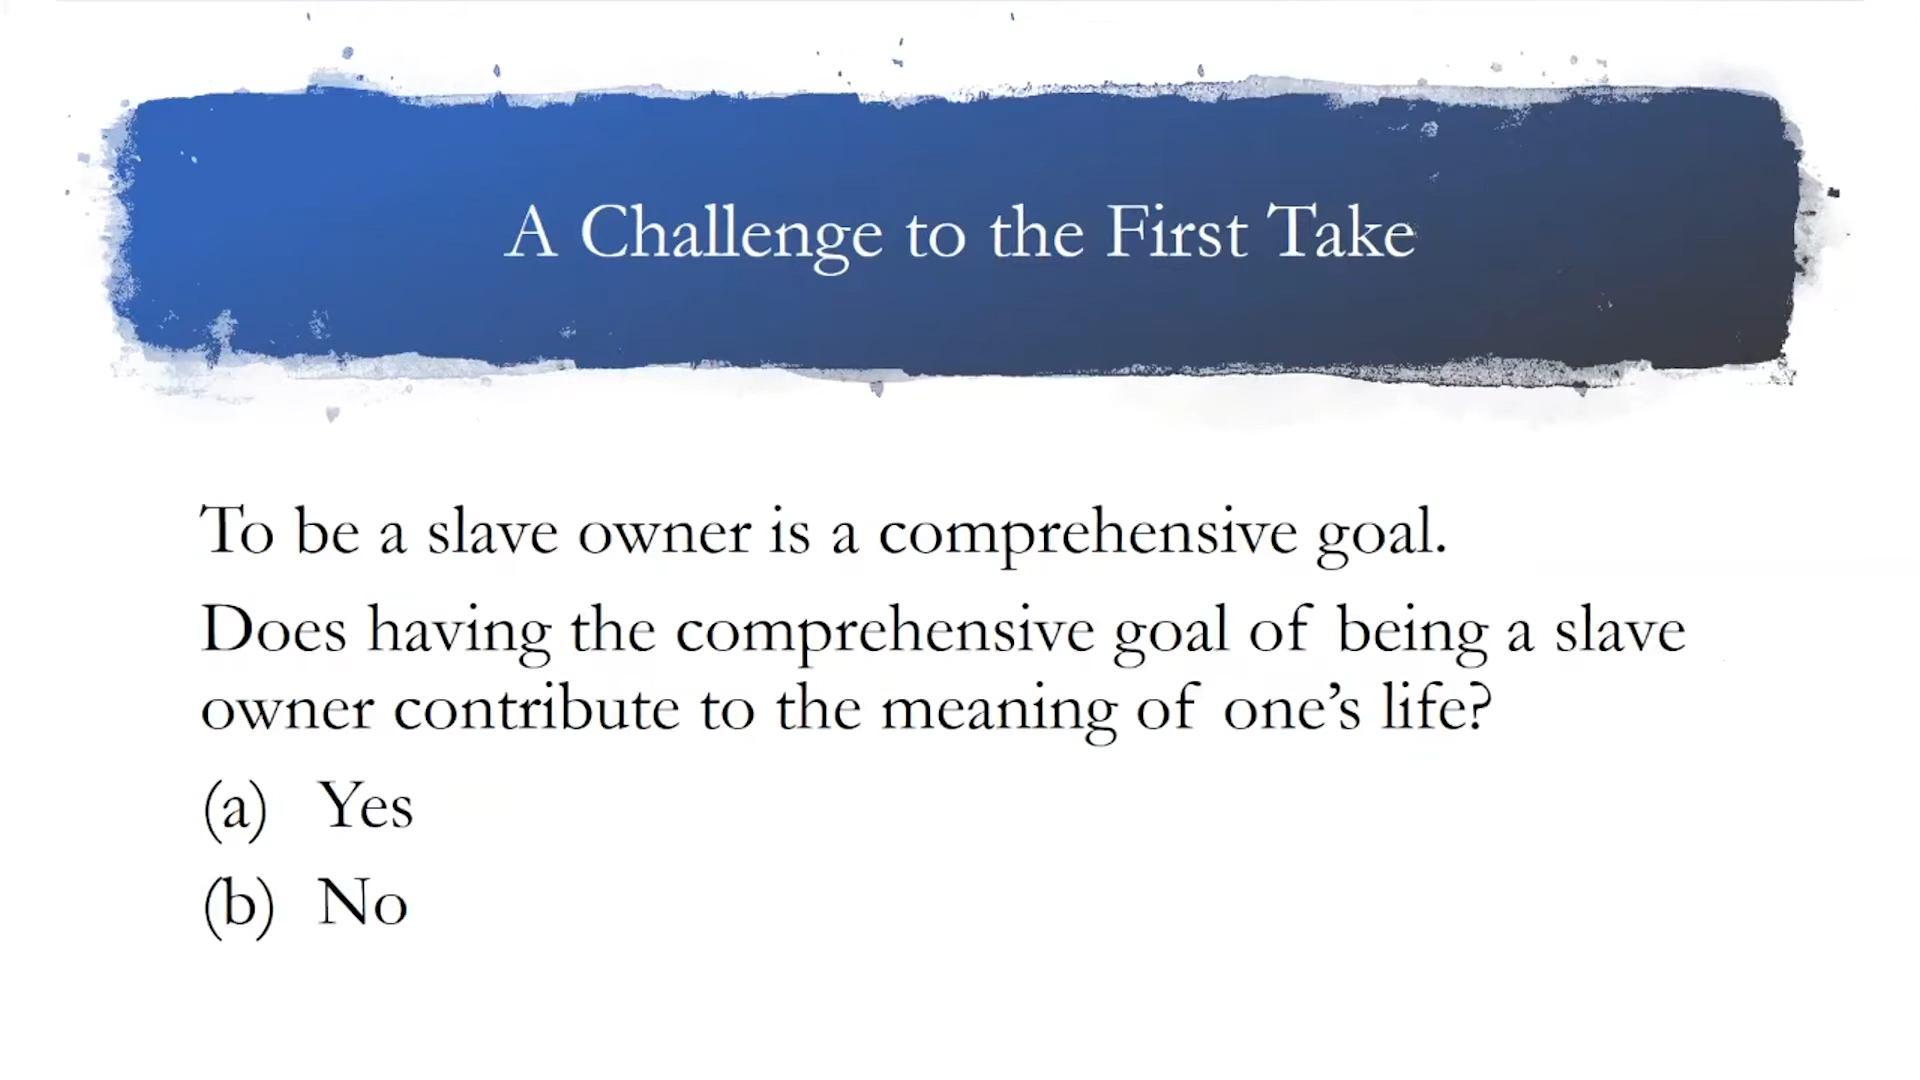 A Challenge to the First Take
To be a slave owner is a comprehensive goal.
Does having the comprehensive goal of being a slave
owner contribute to the meaning of one’s life?
(a) Yes
(b) No